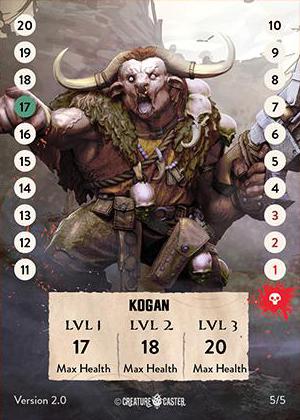 20 10
19 9
18 8
17 7
16 6
15 5
14 4
13 3
12 2
11 1
KOGAN
LVL 1 LVL 2 LVL 3
17 18 20
Max Health Max Health Max Health
Version 2.0 © CREATURE CASTER 5/5